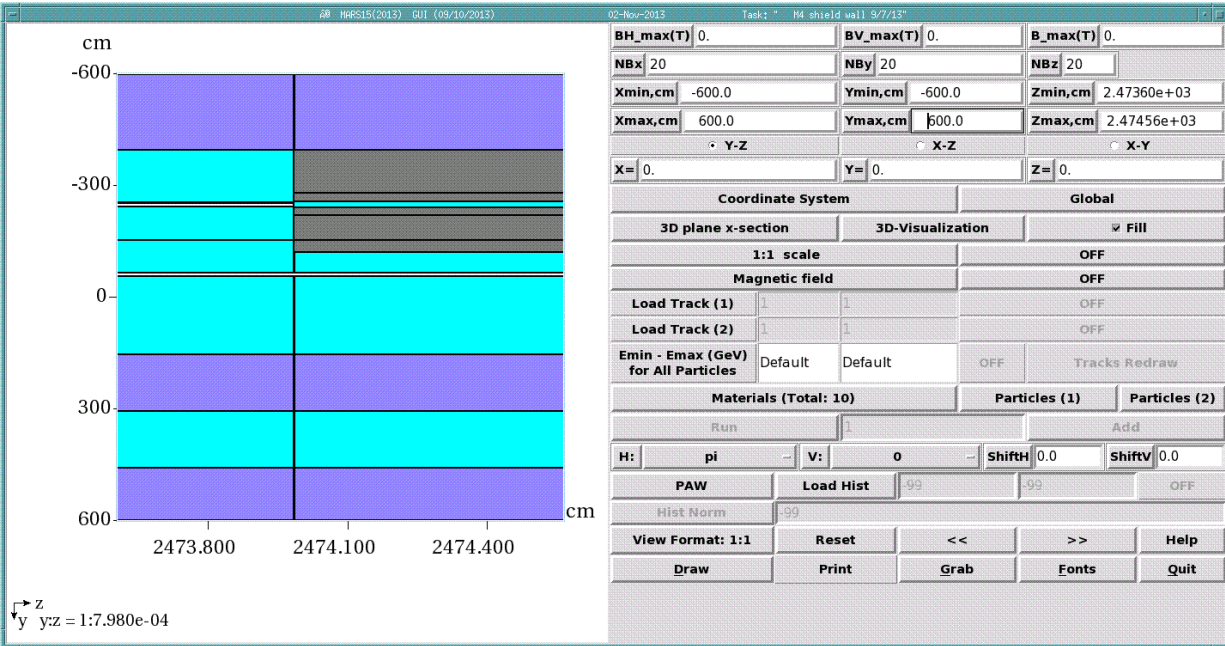 MARS15(2013) GUI (09/10/2013) 02-Nov-2013 Task: " M4 shield wall 9/7/13"
cm
-600
-300
0
300
600
cm
2473.800 2474.100 2474.400
z
y y:z = 1:7.980e-04
BH_max(T) 0. BV_max(T) 0. B_max(T) 0.
NBx 20 NBy 20 NBz 20
Xmin,cm -600.0 Ymin,cm -600.0 Zmin,cm 2.47360e+03
Xmax,cm 600.0 Ymax,cm 600.0 Zmax,cm 2.47456e+03
Y-Z X-Z X-Y
X= 0. Y= 0. Z= 0.
Coordinate System Global
3D plane x-section 3D-Visualization Fill
1:1 scale OFF
Magnetic field OFF
Load Track (1) 1 1 OFF
Load Track (2) 1 1 OFF
Emin - Emax (GeV)
for All Particles Default Default OFF Tracks Redraw
Materials (Total: 10) Particles (1) Particles (2)
Run 1 Add
H: pi V: 0 ShiftH 0.0 ShiftV 0.0
PAW Load Hist -99 -99 OFF
Hist Norm -99
View Format: 1:1 Reset << >> Help
Draw Print Grab Fonts Quit